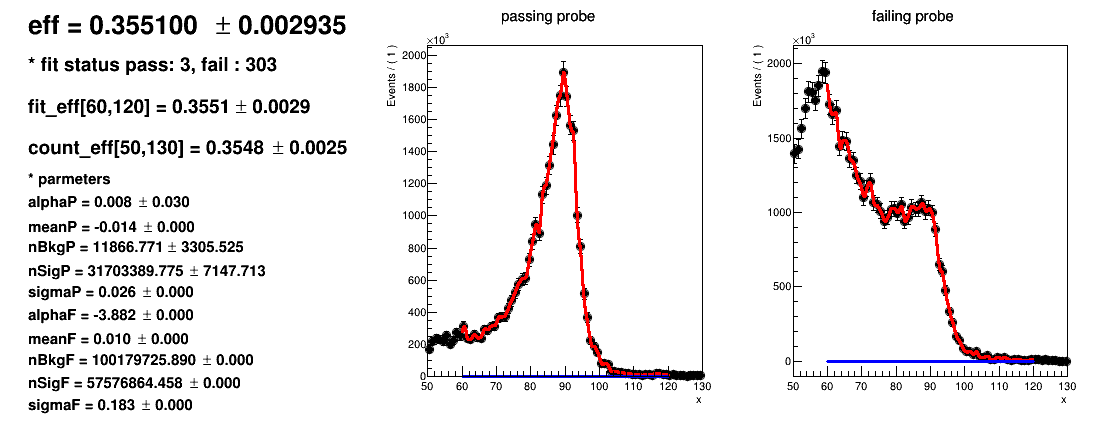 eff = 0.355100 ± 0.002935
* fit status pass: 3, fail : 303
fit_eff[60,120] = 0.3551 ± 0.0029
count_eff[50,130] = 0.3548 ± 0.0025
* parmeters
alphaP = 0.008 ± 0.030
meanP = -0.014 ± 0.000
nBkgP = 11866.771 ± 3305.525
nSigP = 31703389.775 ± 7147.713
sigmaP = 0.026 ± 0.000
alphaF = -3.882 ± 0.000
meanF = 0.010 ± 0.000
nBkgF = 100179725.890 ± 0.000
nSigF = 57576864.458 ± 0.000
sigmaF = 0.183 ± 0.000
passing probe
×10³
Events / ( 1 )
2000
1800
1600
1400
1200
1000
800
600
400
200
0
50 60 70 80 90 100 110 120 130
x
failing probe
×10³
Events / ( 1 )
2000
1500
1000
500
0
50 60 70 80 90 100 110 120 130
x